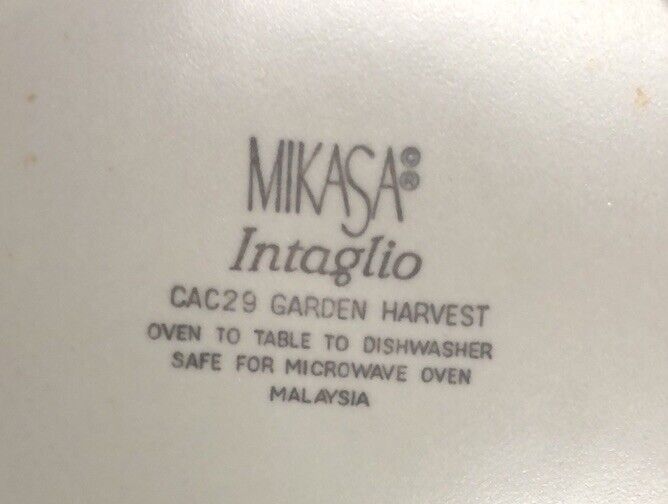 MIKASA©®
Intaglio
CAC29 GARDEN HARVEST
OVEN TO TABLE TO DISHWASHER
SAFE FOR MICROWAVE OVEN
MALAYSIA